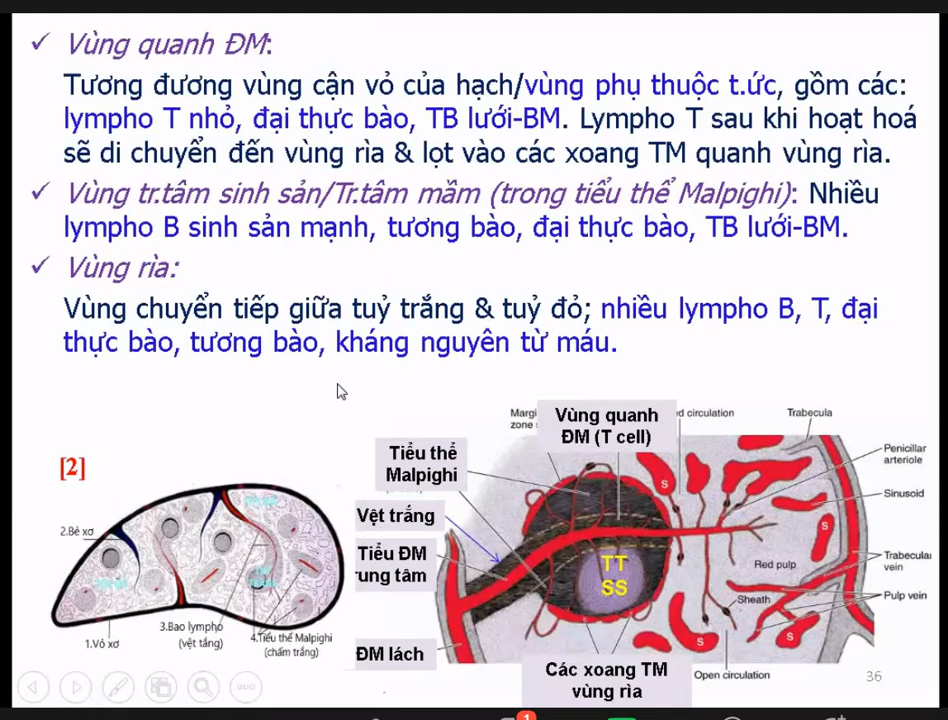 ✓ Vùng quanh ĐM:
Tương đương vùng cận vỏ của hạch/vùng phụ thuộc t.ức, gồm các:
lympho T nhỏ, đại thực bào, TB lưới-BM. Lympho T sau khi hoạt hoá
sẽ di chuyển đến vùng rìa & lọt vào các xoang TM quanh vùng rìa.
✓ Vùng tr.tâm sinh sản/Tr.tâm mầm (trong tiểu thể Malpighi): Nhiều
lympho B sinh sản mạnh, tương bào, đại thực bào, TB lưới-BM.
✓ Vùng rìa:
Vùng chuyển tiếp giữa tuỷ trắng & tuỷ đỏ; nhiều lympho B, T, đại
thực bào, tương bào, kháng nguyên từ máu.
[2]
2.Bè xơ
1.Vỏ xơ
3.Bao lympho
(vệt tắng)
4.Tiểu thể Malpighi
(chấm trắng)
Vùng quanh
ĐM (T cell)
circulation
Trabecula
zone
Tiểu thể
Malpighi
Penicillar
arteriole
Sinusoid
Vệt trắng
Tiểu ĐM
rung tâm
TT
SS
S
S
S
S
Red pulp
Trabecular
vein
Pulp vein
Sheath
ĐM lách
Các xoang TM
vùng rìa
Open circulation
36
1